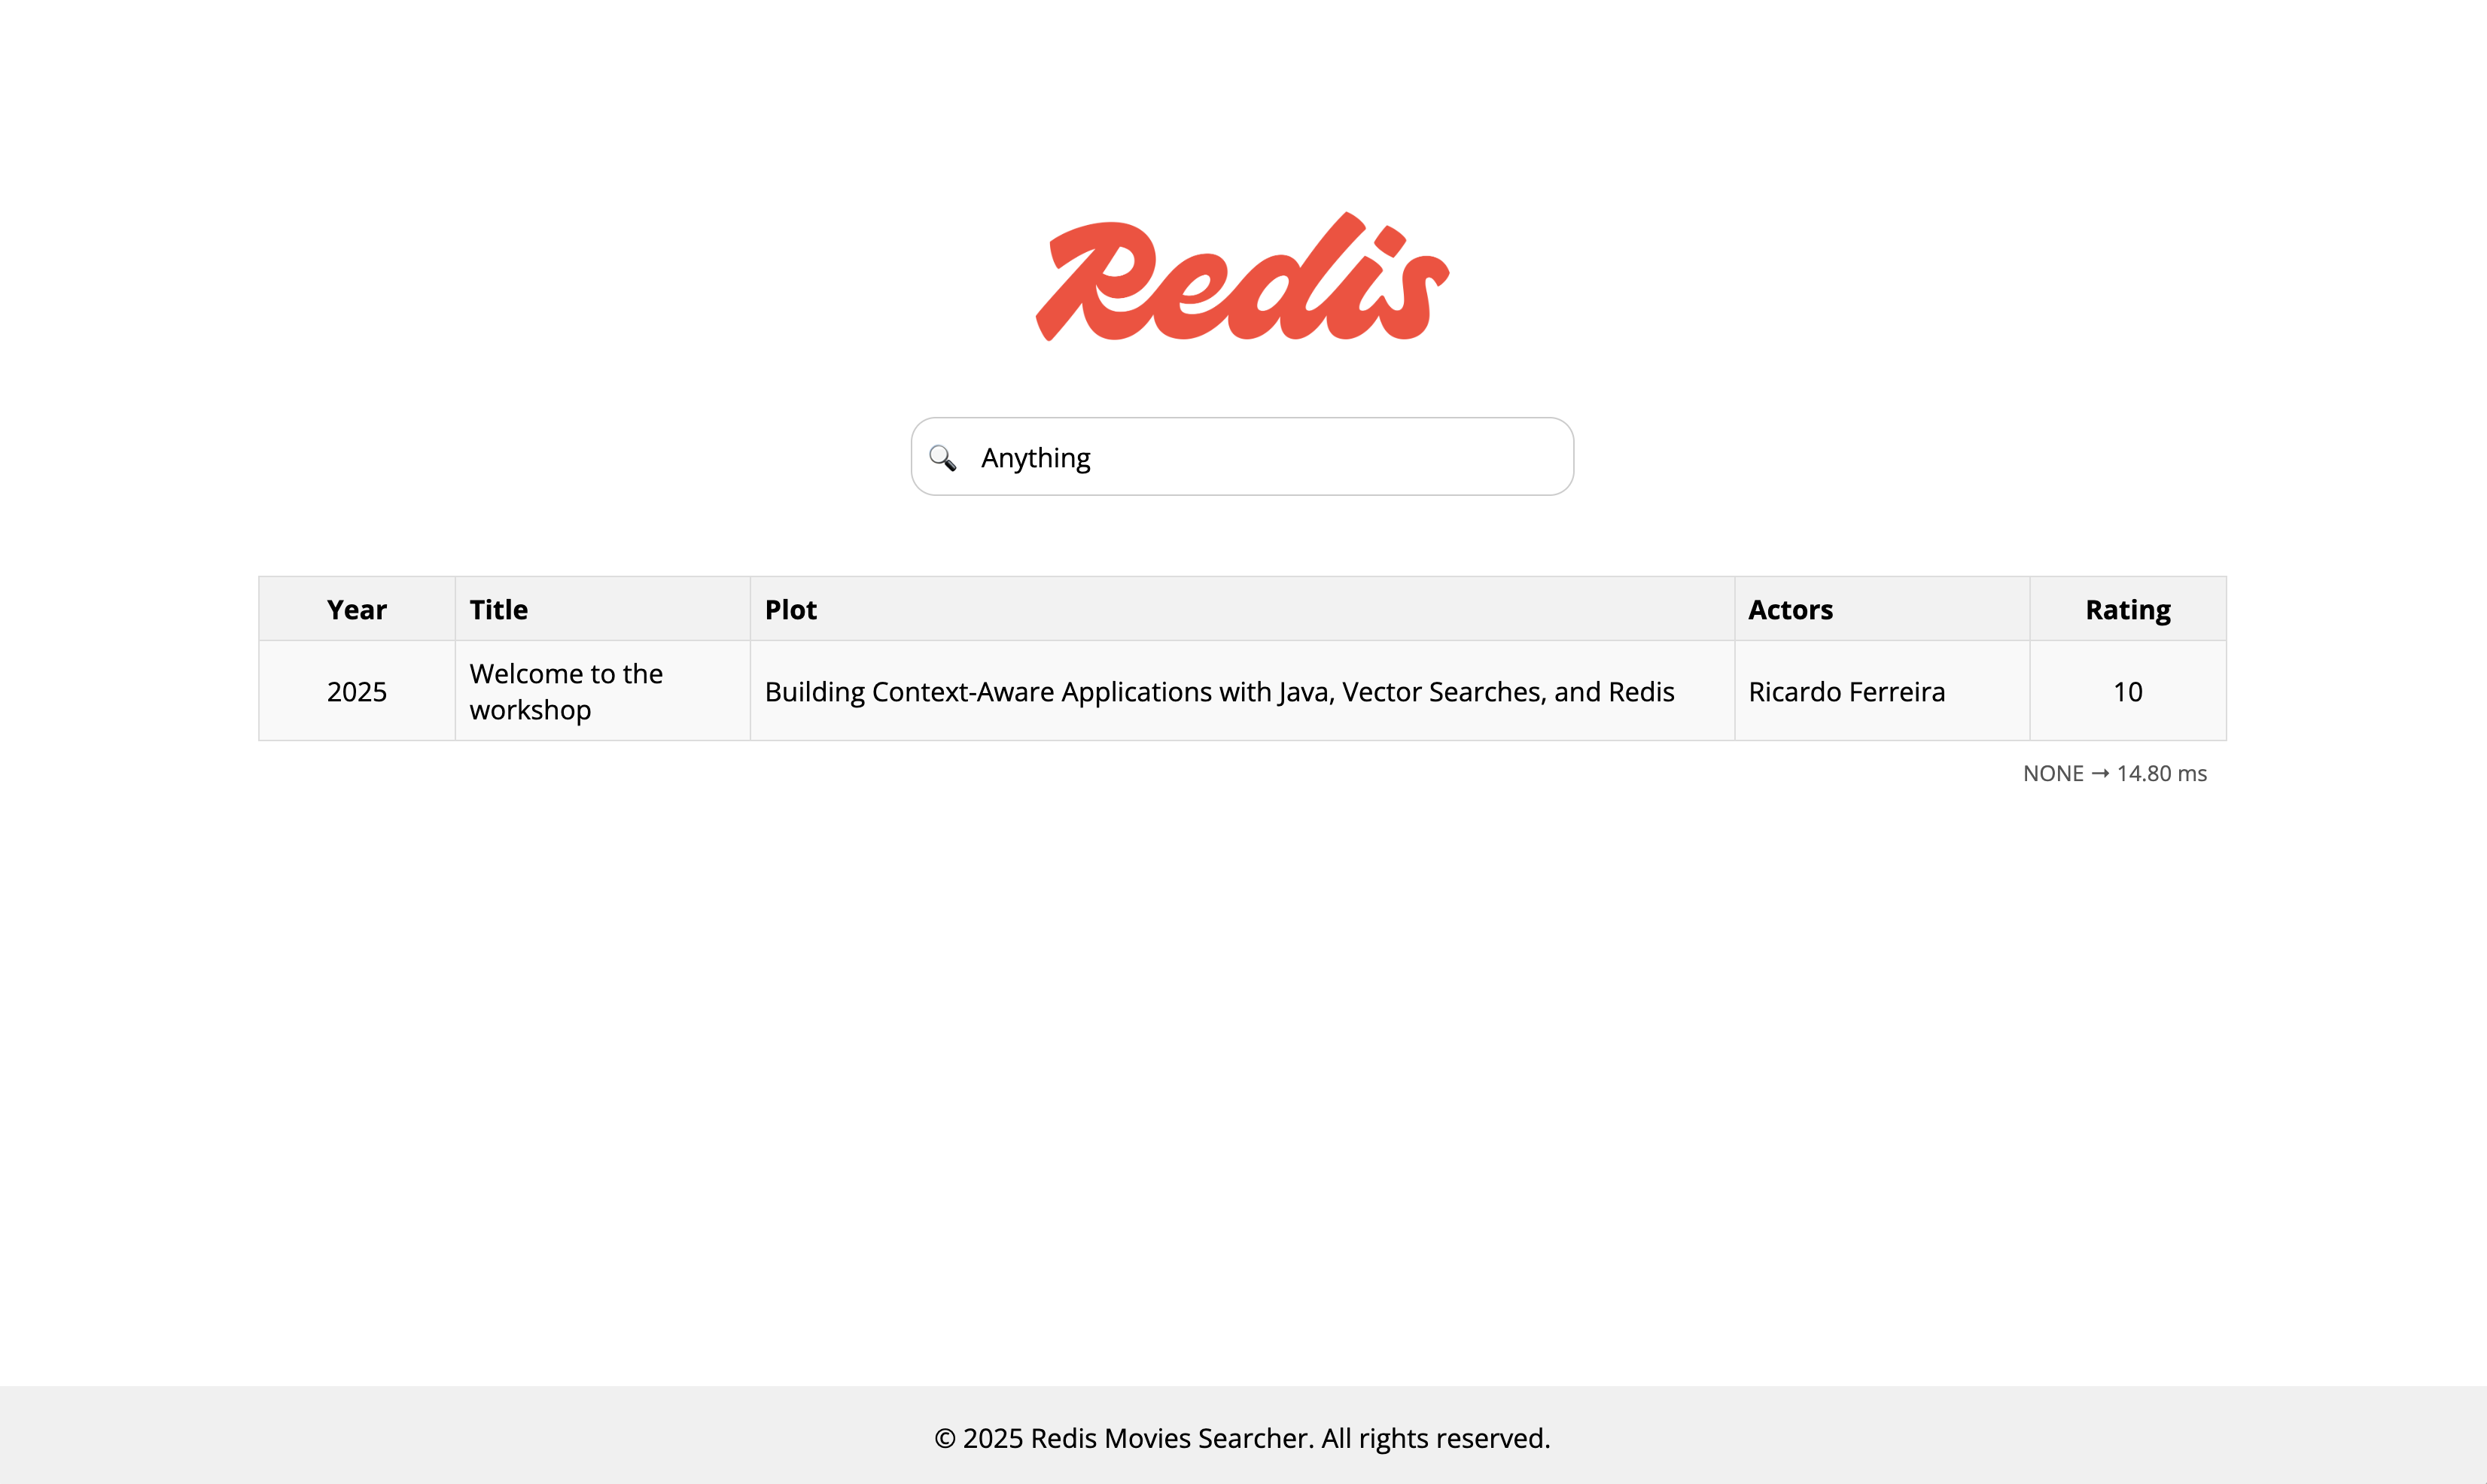 Redis
Anything
Year Title Plot Actors Rating
2025 Welcome to the workshop Building Context-Aware Applications with Java, Vector Searches, and Redis Ricardo Ferreira 10
NONE → 14.80 ms
© 2025 Redis Movies Searcher. All rights reserved.